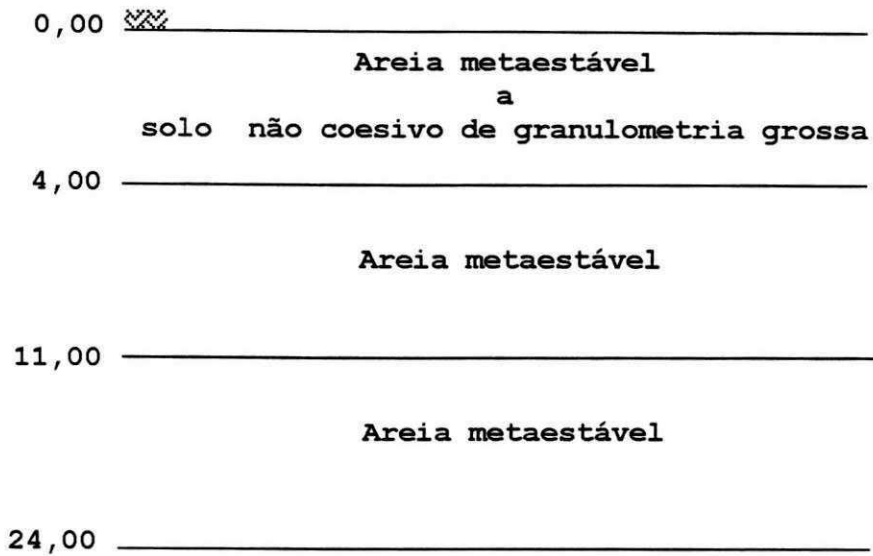 0,00
Areia metaestável
a
solo não coesivo de granulometria grossa
4,00
Areia metaestável
11,00
Areia metaestável
24,00